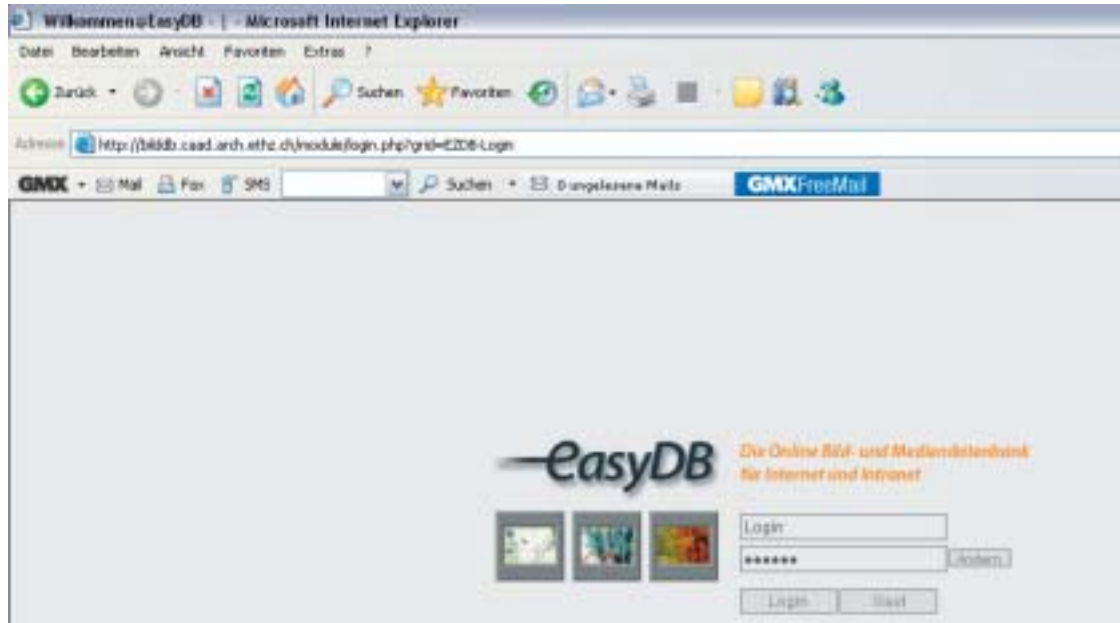 Willkommen@EasyDB - [ - Microsoft Internet Explorer
Datei Bearbeiten Ansicht Favoriten Extras ?
Zurück Suchen Favoriten
Adresse http://bilddb.caad.arch.ethz.ch/module/login.php?grid=EZDB-Login
GMX Mail Fax SMS Suchen 0 ungelesene Mails GMXFreeMail
easyDB
Die Online Bild- und Mediendatenbank
für Internet und Intranet
Login
•••••• Ändern
Login Gast